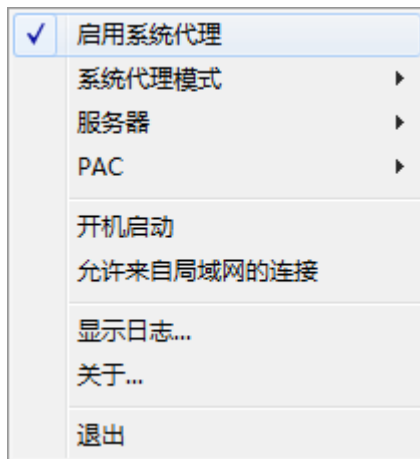 启用系统代理
系统代理模式
服务器
PAC
开机启动
允许来自局域网的连接
显示日志...
关于...
退出